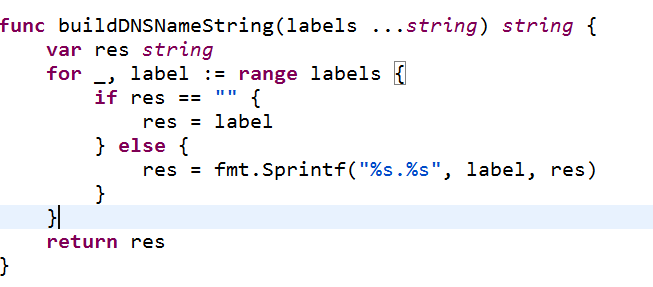 func buildDNSNameString(labels ...string) string {
    var res string
    for _, label := range labels {
        if res == "" {
            res = label
        } else {
            res = fmt.Sprintf("%s.%s", label, res)
        }
    }
    return res
}